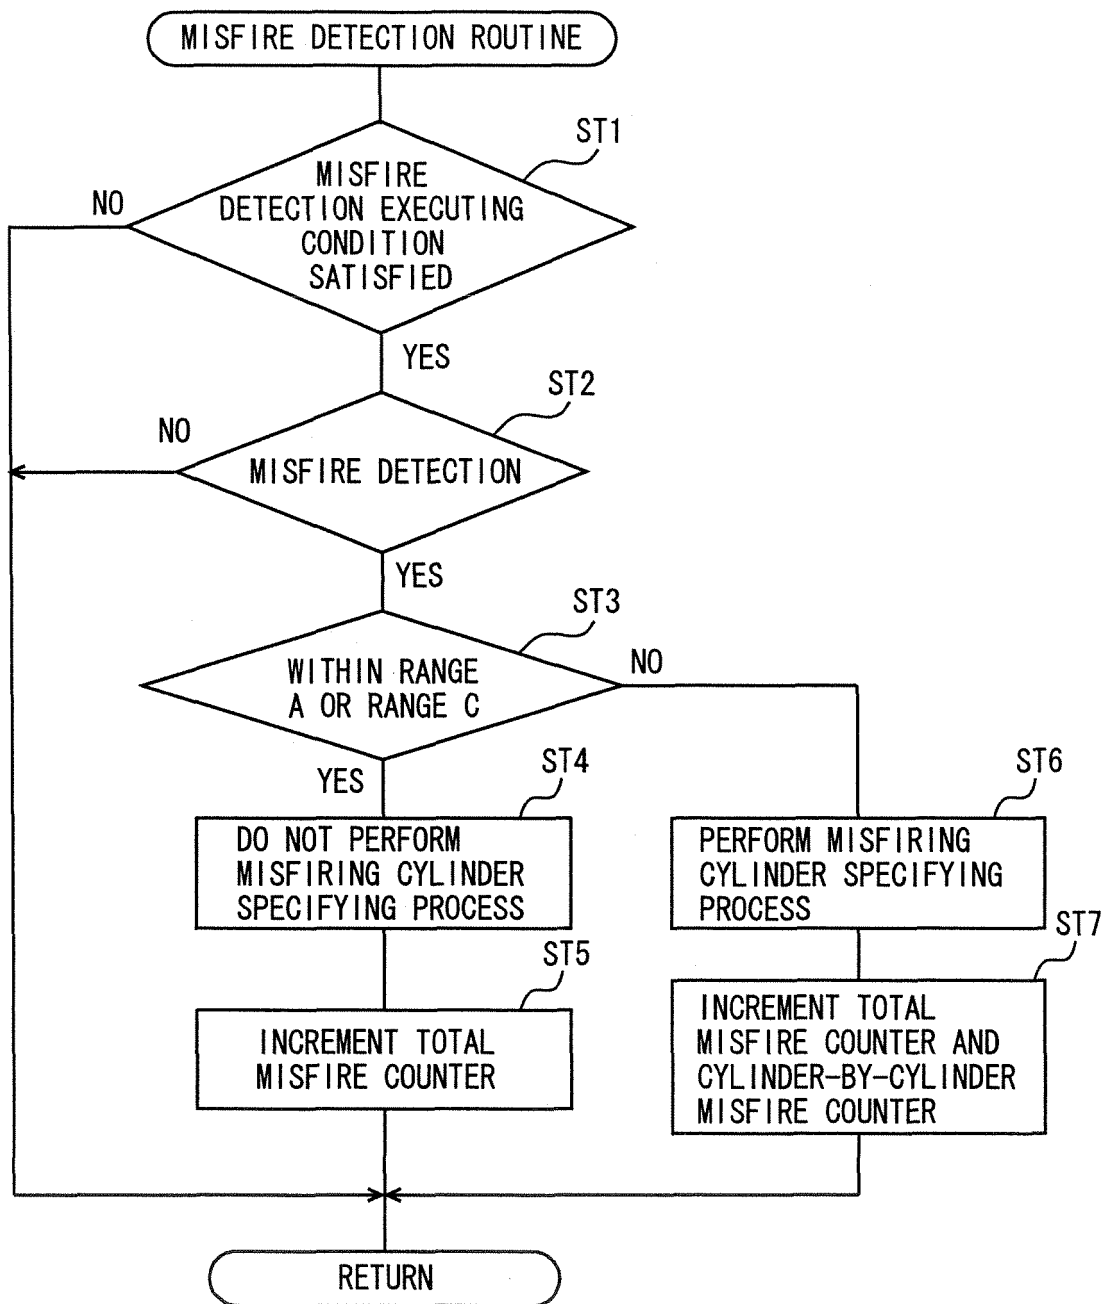 MISFIRE DETECTION ROUTINE
ST1
MISFIRE
DETECTION EXECUTING
CONDITION
SATISFIED
NO
YES
ST2
NO
MISFIRE DETECTION
YES
ST3
WITHIN RANGE
A OR RANGE C
NO
YES
ST4
DO NOT PERFORM
MISFIRING CYLINDER
SPECIFYING PROCESS
ST6
PERFORM MISFIRING
CYLINDER SPECIFYING
PROCESS
ST5
INCREMENT TOTAL
MISFIRE COUNTER
ST7
INCREMENT TOTAL
MISFIRE COUNTER AND
CYLINDER-BY-CYLINDER
MISFIRE COUNTER
RETURN